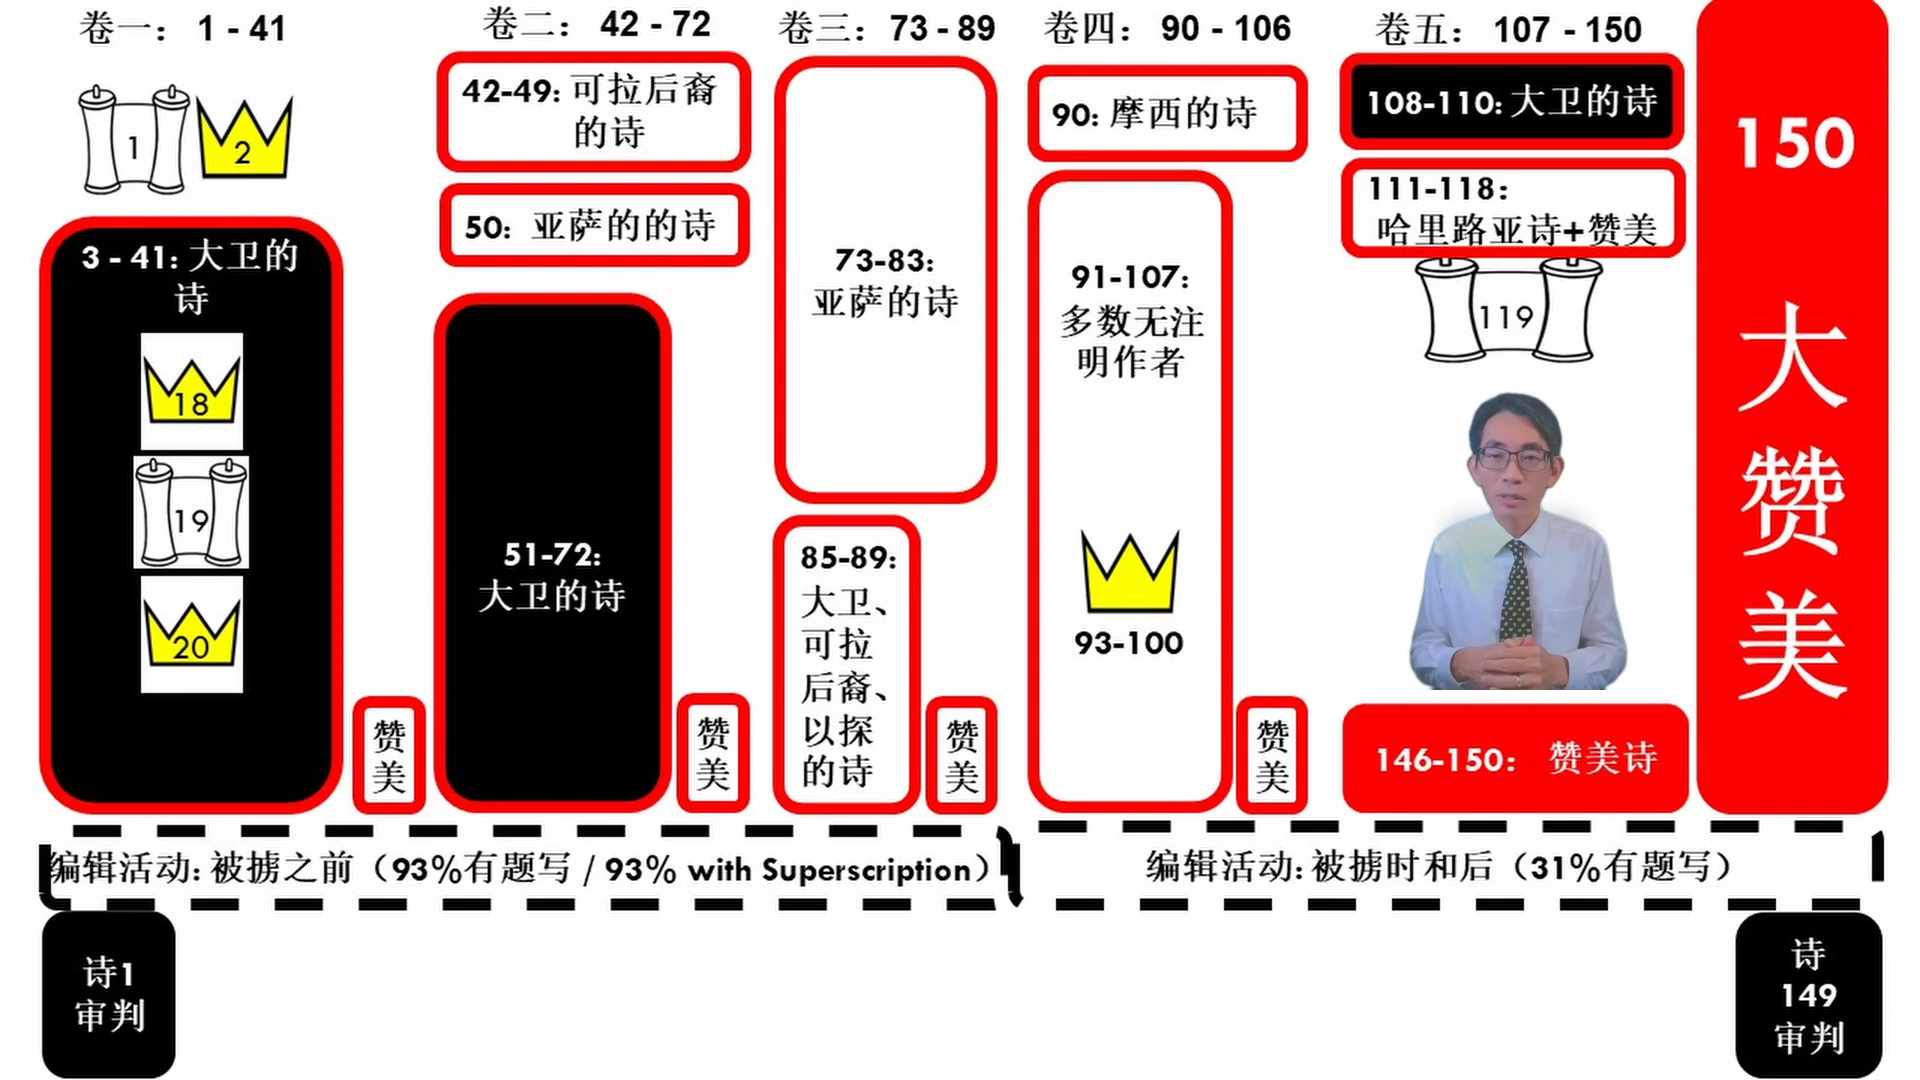 卷一： 1 - 41
1
2
3 - 41: 大卫的
诗
18
19
20
赞
美
卷二： 42 - 72
42-49: 可拉后裔
的诗
50: 亚萨的的诗
51-72:
大卫的诗
赞
美
卷三: 73 - 89
73-83:
亚萨的诗
85-89:
大卫、
可拉
后裔、
以探
的诗
赞
美
卷四: 90 - 106
90: 摩西的诗
91-107:
多数无注
明作者
93-100
赞
美
卷五: 107 - 150
108-110: 大卫的诗
111-118:
哈里路亚诗+赞美
119
146-150: 赞美诗
150
大
赞
美
编辑活动: 被掳之前（93%有题写 / 93% with Superscription）
编辑活动: 被掳时和后（31%有题写）
诗1
审判
诗
149
审判